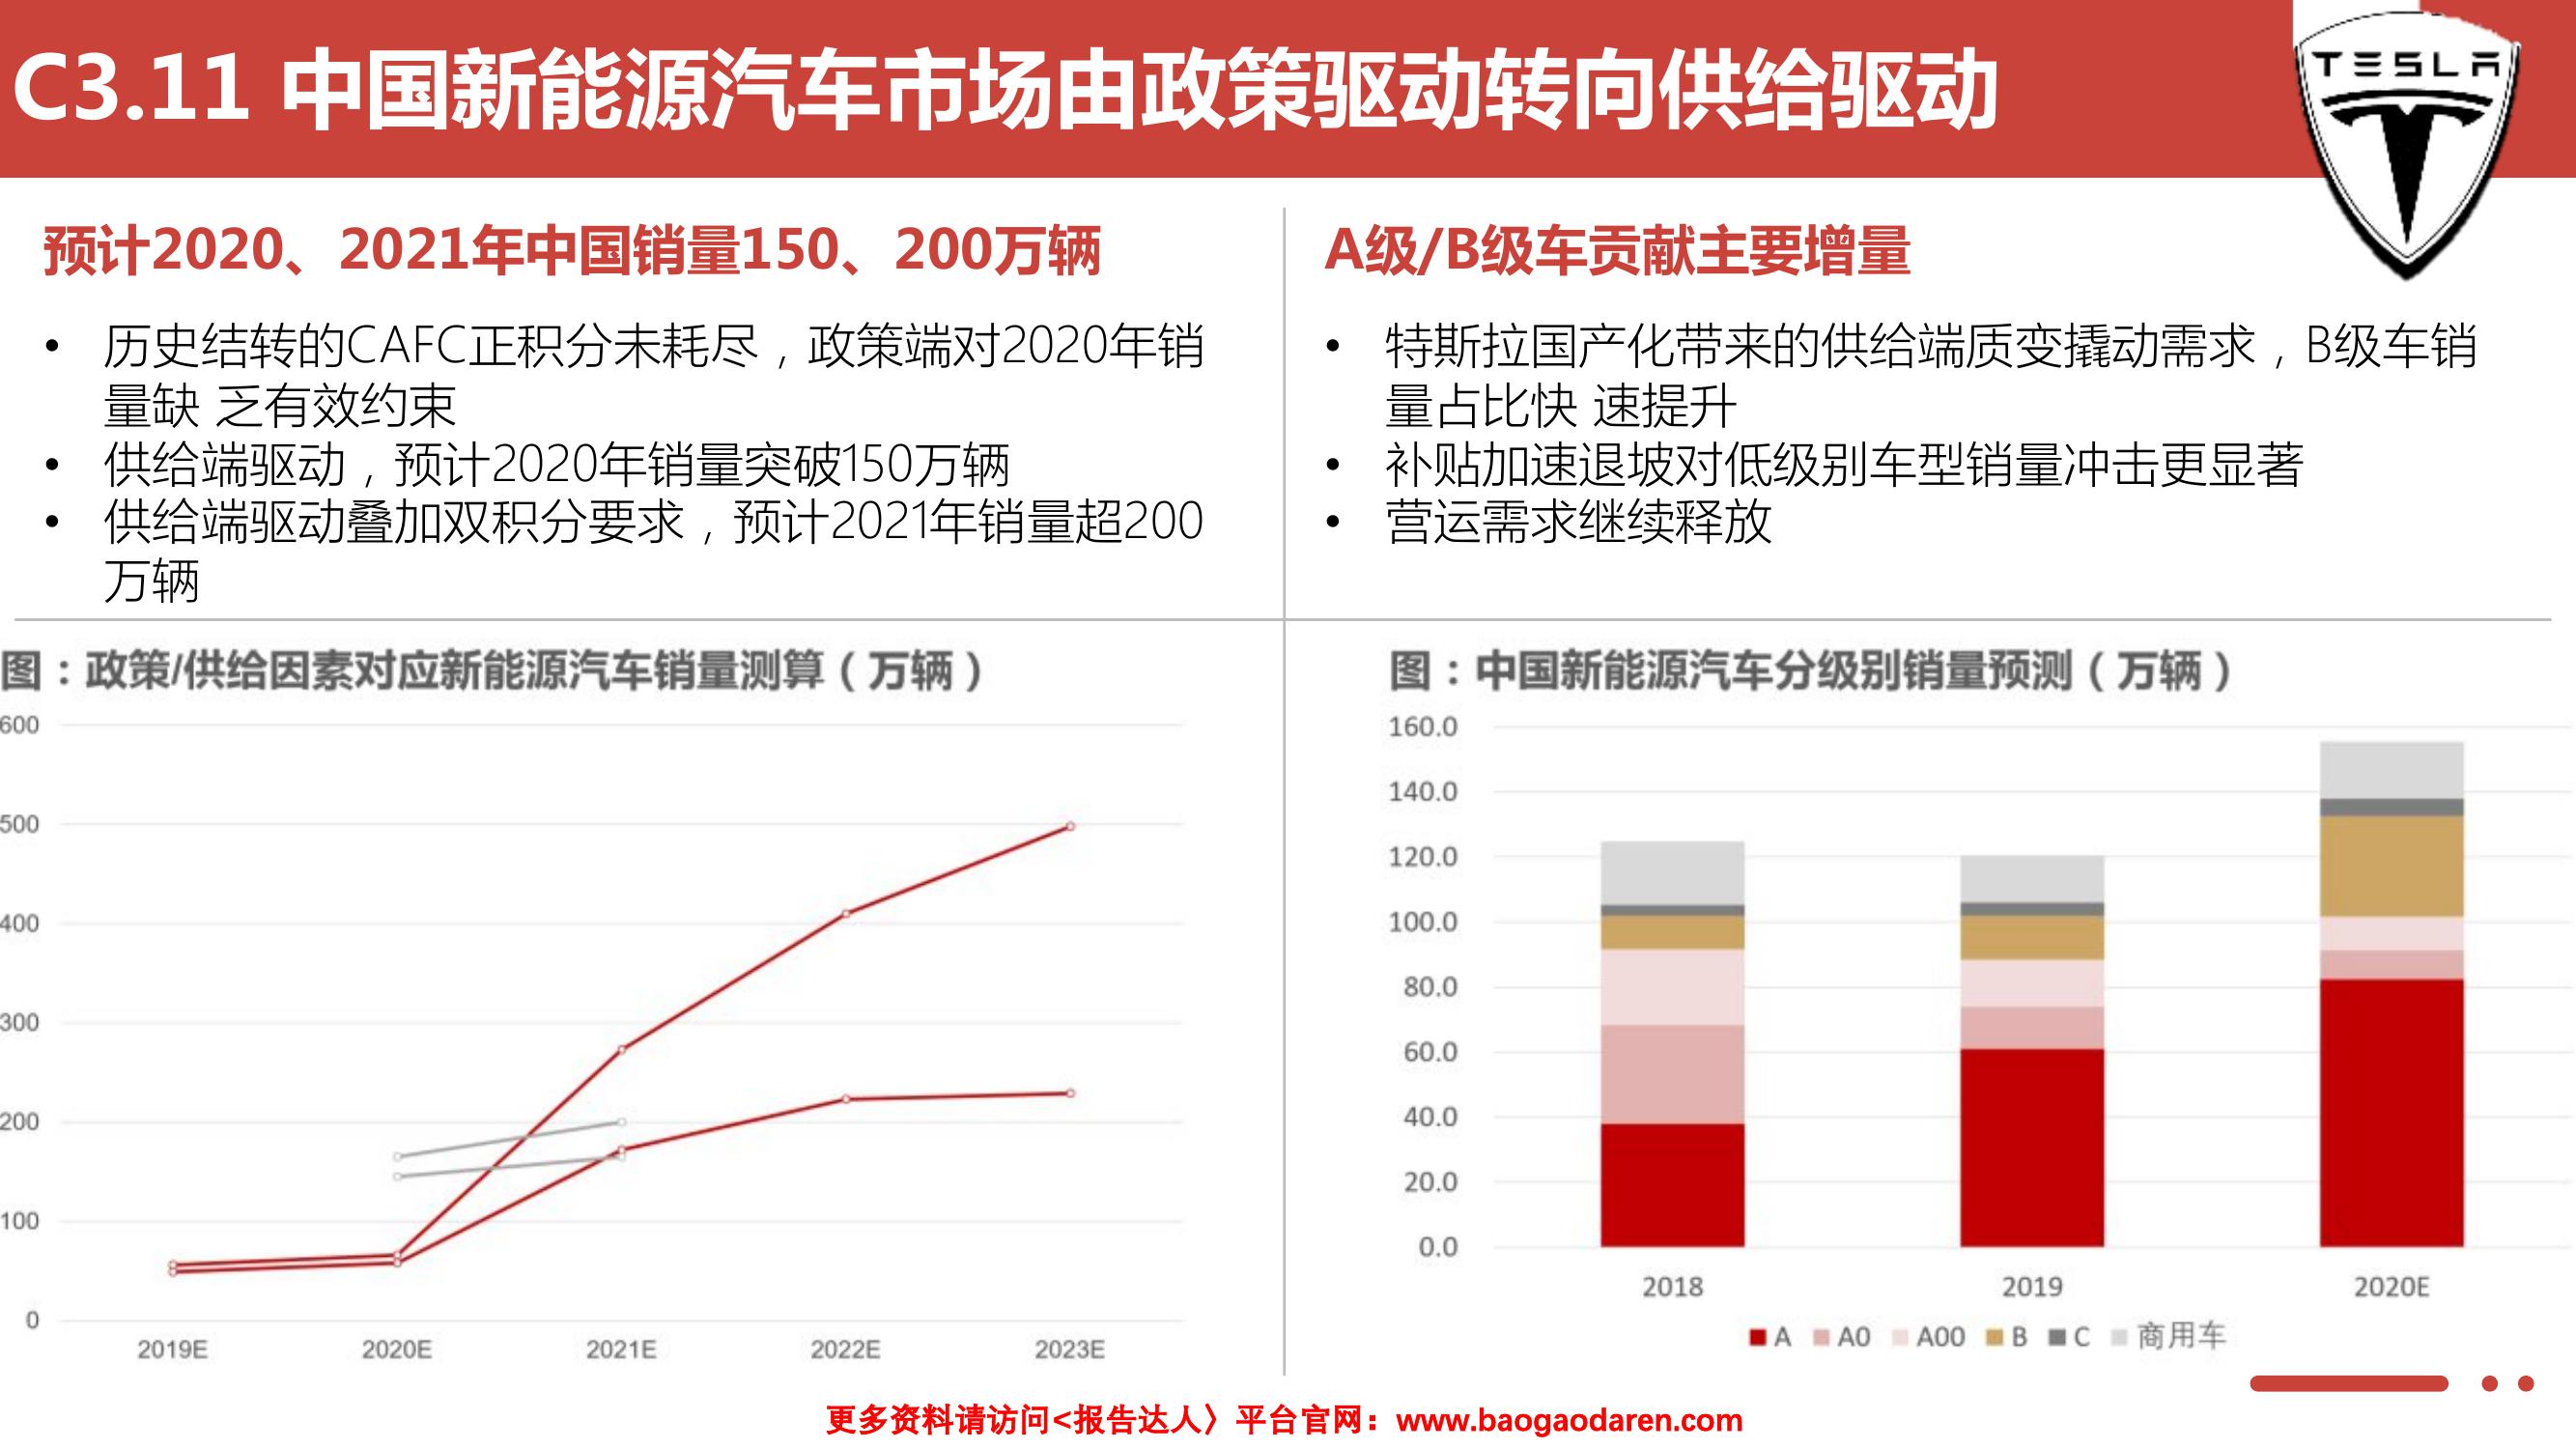 C3.11 中国新能源汽车市场由政策驱动转向供给驱动
TESLA
预计2020、2021年中国销量150、200万辆
• 历史结转的CAFC正积分未耗尽，政策端对2020年销
量缺 乏有效约束
• 供给端驱动，预计2020年销量突破150万辆
• 供给端驱动叠加双积分要求，预计2021年销量超200
万辆
A级/B级车贡献主要增量
• 特斯拉国产化带来的供给端质变撬动需求，B级车销
量占比快 速提升
• 补贴加速退坡对低级别车型销量冲击更显著
• 营运需求继续释放
图：政策/供给因素对应新能源汽车销量测算（万辆）
600
500
400
300
200
100
0
2019E 2020E 2021E 2022E 2023E
图：中国新能源汽车分级别销量预测（万辆）
160.0
140.0
120.0
100.0
80.0
60.0
40.0
20.0
0.0
2018 2019 2020E
A A0 A00 B C 商用车
更多资料请访问<报告达人〉平台官网：www.baogaodaren.com